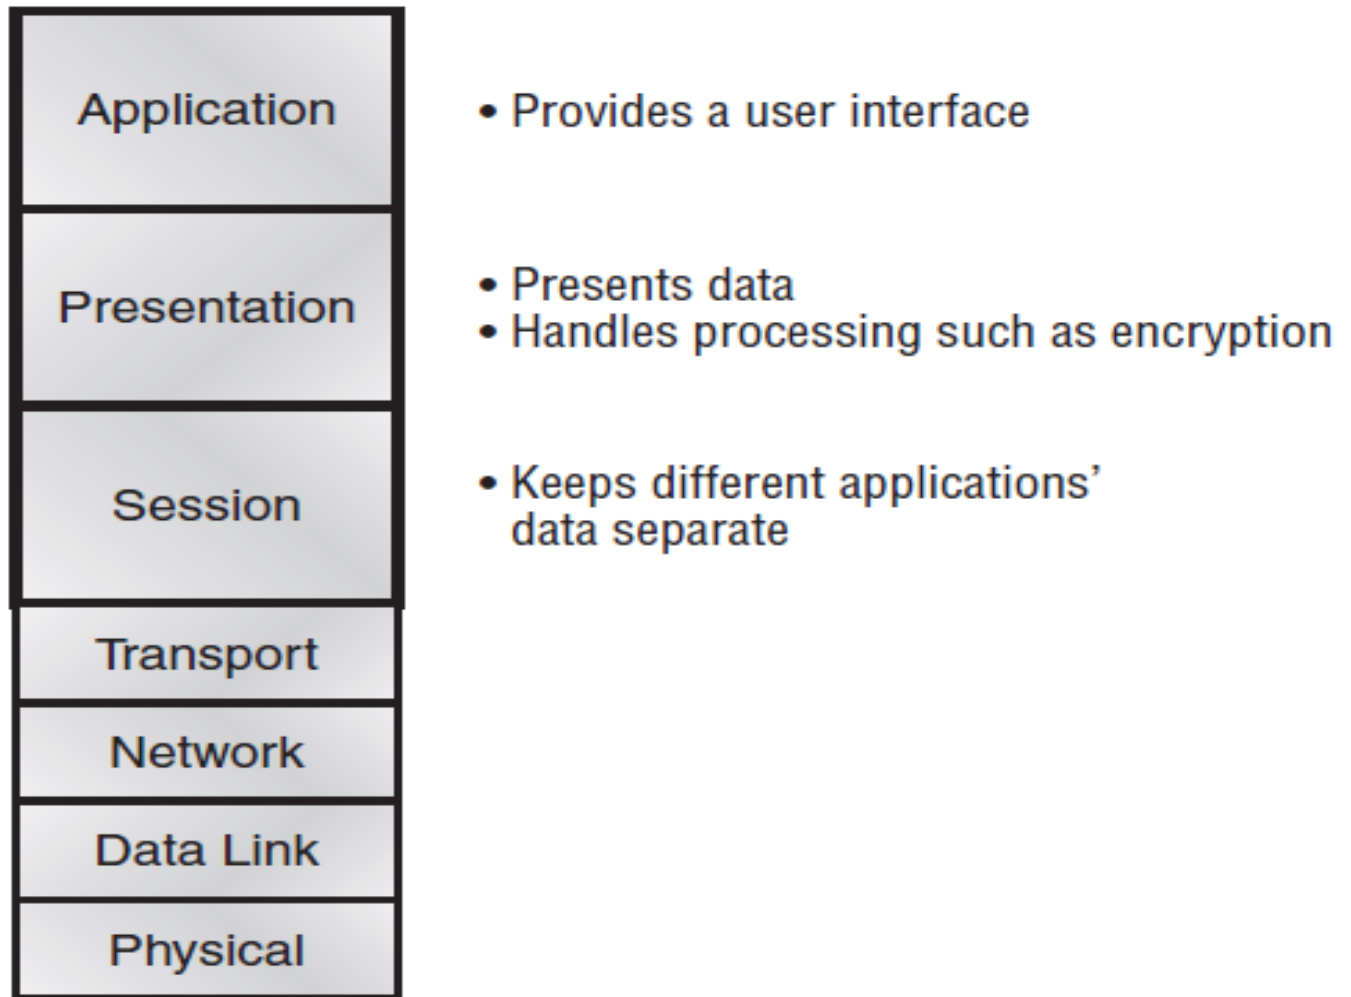 Application
• Provides a user interface
Presentation
• Presents data
• Handles processing such as encryption
Session
• Keeps different applications’
data separate
Transport
Network
Data Link
Physical